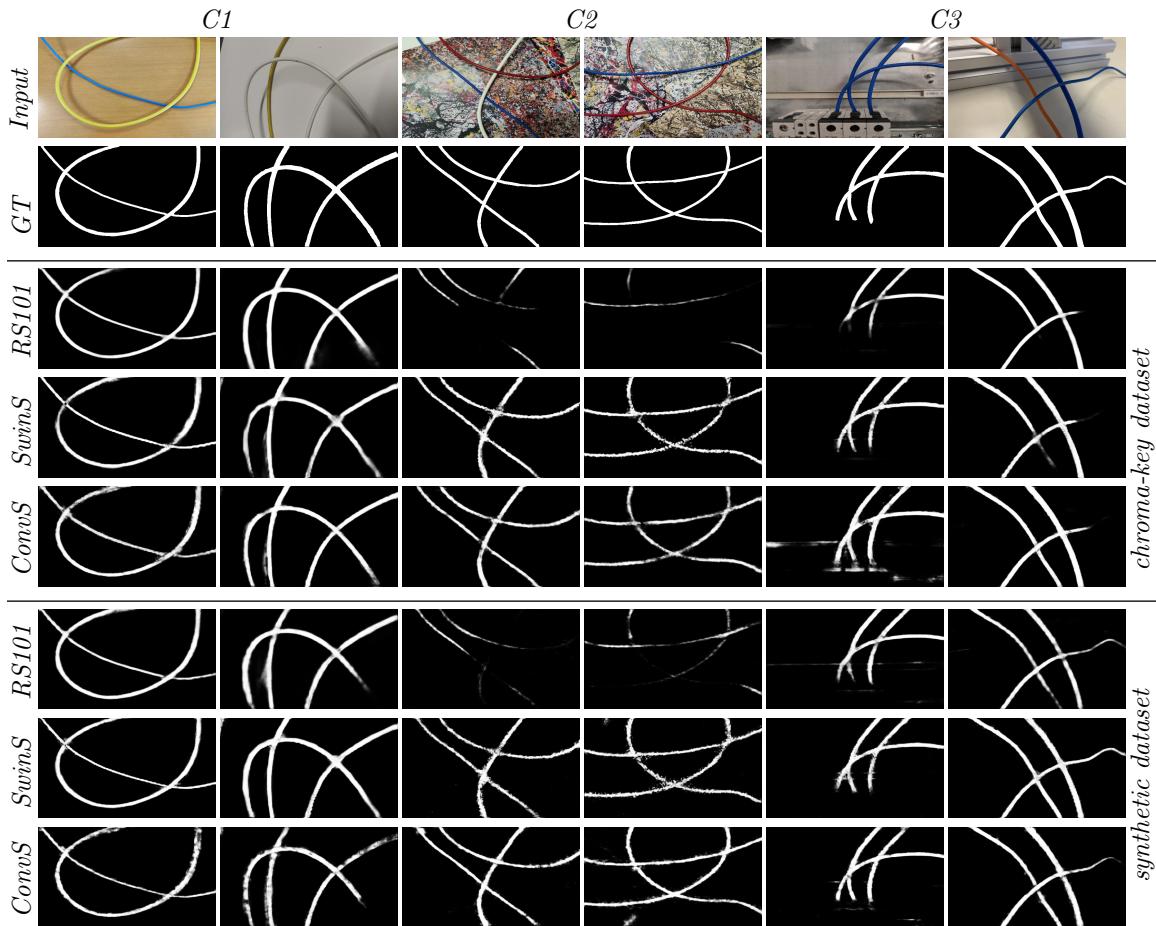 C1 C2 C3
Input
GT
RS101
SwinS
ConvS
chroma-key dataset
RS101
SwinS
ConvS
synthetic dataset